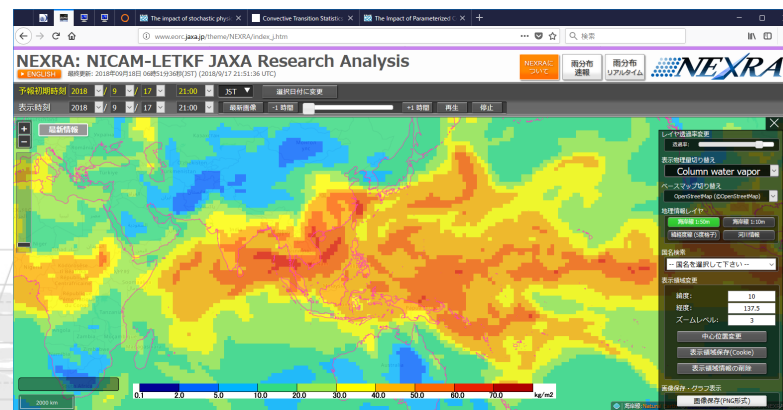 The impact of stochastic physic
Convective Transition Statistics
The Impact of Parameterized C
www.eorc.jaxa.jp/theme/NEXRA/index_j.htm
検索
NEXRA: NICAM-LETKF JAXA Research Analysis
ENGLISH 最終更新: 2018年09月18日 06時51分36秒(JST) (2018/9/17 21:51:36 UTC)
NEXRAに
ついて
雨分布
速報
雨分布
リアルタイム
NEXRA
予報初期時刻 2018 / 9 / 17 21:00 JST 選択日付に変更
表示時刻 2018 / 9 / 17 21:00 最新画像 -1 時間 +1 時間 再生 停止
最新情報
レイヤ透過率変更
透過率:
表示物理量切り替え
Column water vapor
ベースマップ切り替え
OpenStreetMap (©OpenStreetMap)
地理情報レイヤ
海岸線 1:50m 海岸線 1:10m
緯経度線 (5度格子) 河川情報
国名検索
-- 国名を選択して下さい --
表示領域変更
緯度: 10
経度: 137.5
ズームレベル: 3
中心位置変更
表示領域保存(Cookie)
表示領域情報の削除
画像保存・グラフ表示
画像保存(PNG形式)
0.1 2.0 5.0 10.0 20.0 30.0 40.0 50.0 60.0 70.0 kg/m2
2000 km